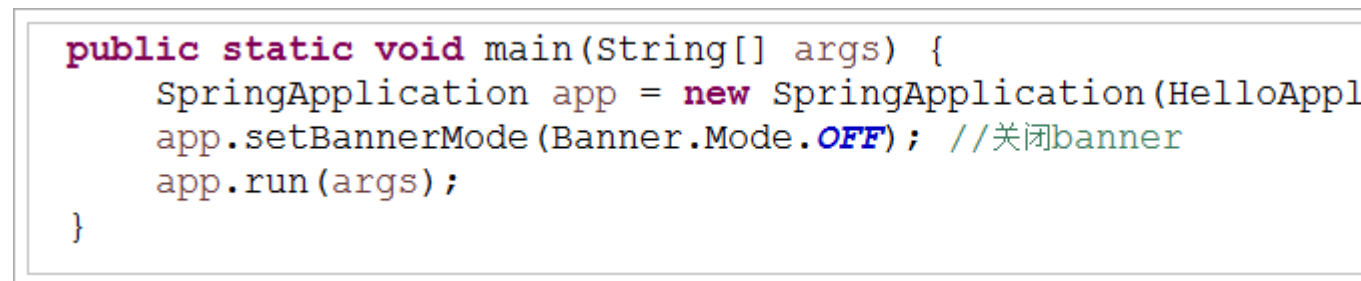 public static void main(String[] args) {
SpringApplication app = new SpringApplication(HelloAppl
app.setBannerMode(Banner.Mode.OFF); //关闭banner
app.run(args);
}